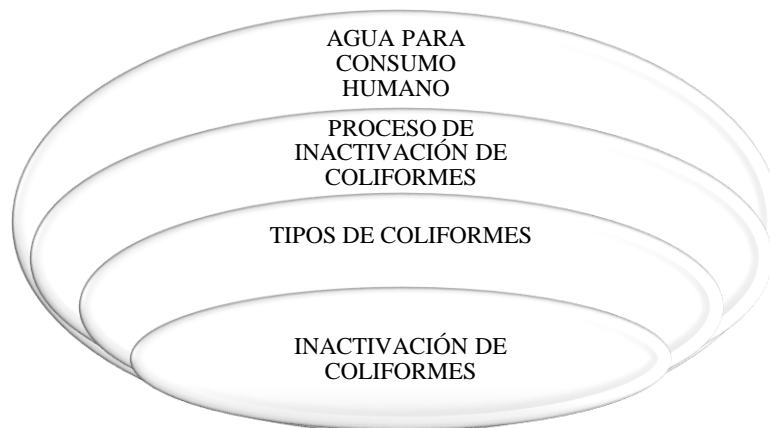 AGUA PARA
CONSUMO
HUMANO
PROCESO DE
INACTIVACIÓN DE
COLIFORMES
TIPOS DE COLIFORMES
INACTIVACIÓN DE
COLIFORMES